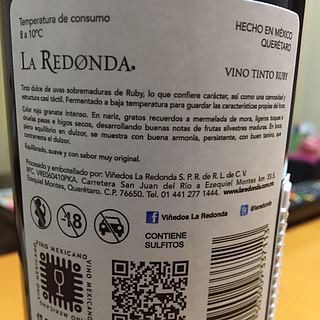 Temperatura de consumo
8 a 10°C
HECHO EN MÉXICO
QUERÉTARO
LA REDONDA.
VINO TINTO RUBY
Tinto dulce de uvas sobremaduras de Ruby, lo que confiere carácter, así como una carnosidad y
estructura casi táctil. Fermentado a baja temperatura para guardar las características propias del fruto.
Color rojo granate intenso. En nariz, gratos recuerdos a mermelada de mora, ligeros toques a
ciruelas pasas e higos secos, desarrollando buenas notas de frutas silvestres maduras. En boca
pleno equilibrio en dulzor, se muestra con buena armonía, persistente, con buen tanino,
Equilibrado, suave y con sabor muy original.
Procesado y embotellado por: Viñedos La Redonda S. P. R. de R. L. de C. V.
RFC. VRE060410PKA. Carretera San Juan del Río a Ezequiel Montes km 33.5,
Ezequiel Montes, Querétaro. C.P. 76650. Tel. 01 441 277 1444. www.laredonda.com.mx
-18
Viñedos La Redonda
@laredonda
CONTIENE
SULFITOS
VINO MEXICANO
VINO MEXICANO